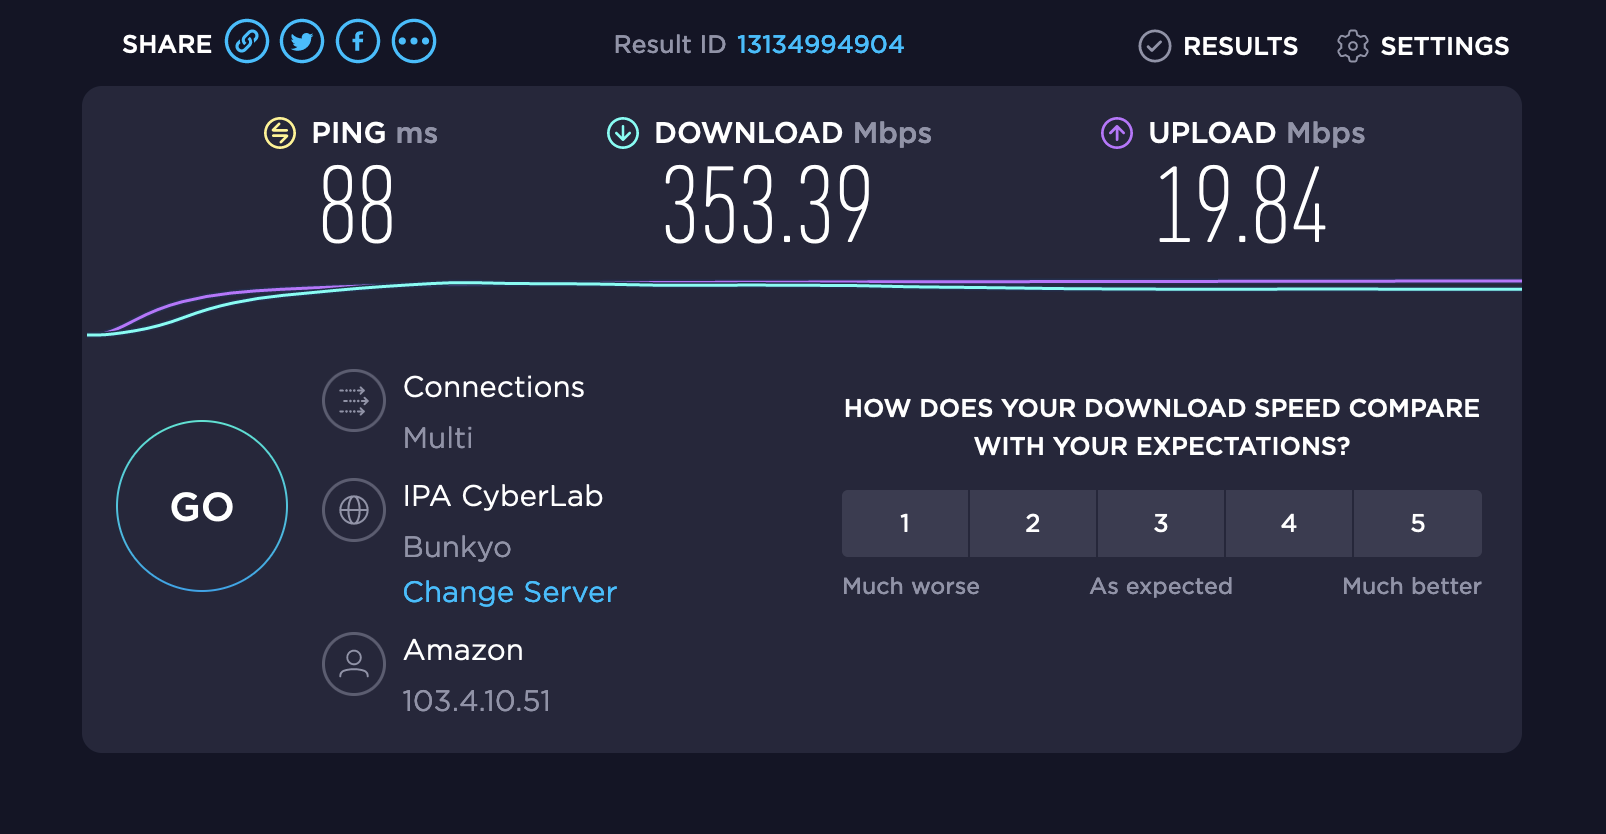 SHARE
Result ID 13134994904
RESULTS
SETTINGS
PING ms
88
DOWNLOAD Mbps
353.39
UPLOAD Mbps
19.84
GO
Connections
Multi
IPA CyberLab
Bunkyo
Change Server
Amazon
103.4.10.51
HOW DOES YOUR DOWNLOAD SPEED COMPARE
WITH YOUR EXPECTATIONS?
1 2 3 4 5
Much worse As expected Much better